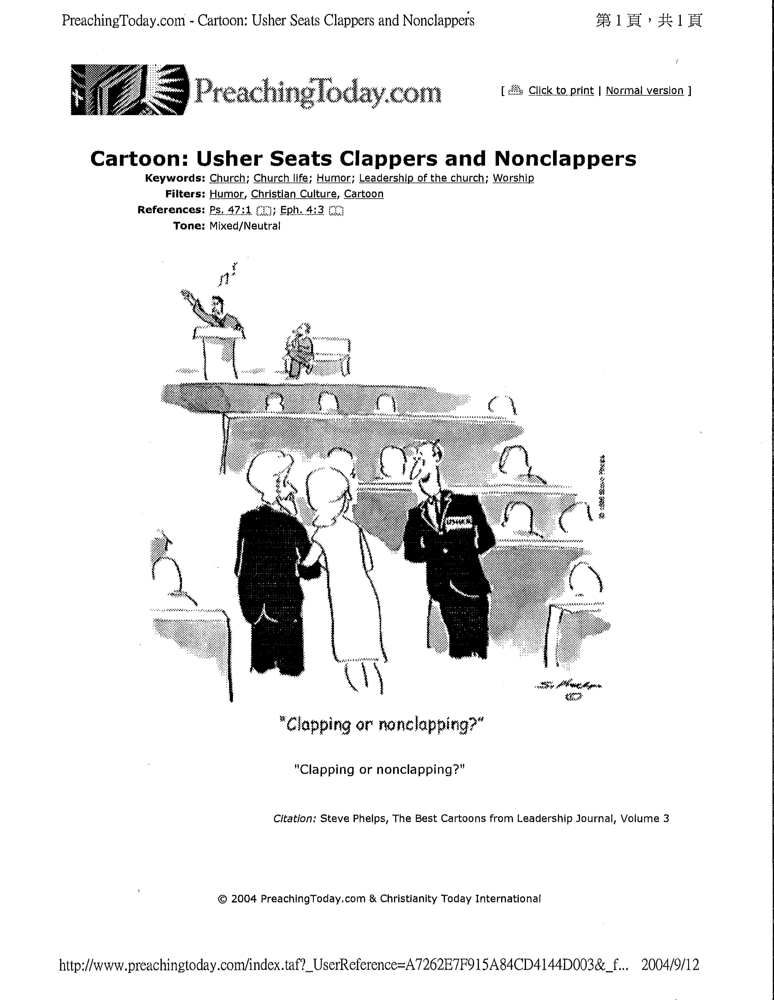 PreachingToday.com - Cartoon: Usher Seats Clappers and Nonclappers 第 1 頁，共 1 頁
PreachingToday.com [ Click to print | Normal version ]
Cartoon: Usher Seats Clappers and Nonclappers
Keywords: Church; Church life; Humor; Leadership of the church; Worship
Filters: Humor, Christian Culture, Cartoon
References: Ps. 47:1 ; Eph. 4:3
Tone: Mixed/Neutral
USHER
"Clapping or nonclapping?"
"Clapping or nonclapping?"
Citation: Steve Phelps, The Best Cartoons from Leadership Journal, Volume 3
© 2004 PreachingToday.com & Christianity Today International
http://www.preachingtoday.com/index.taf?_UserReference=A7262E7F915A84CD4144D003&_f... 2004/9/12